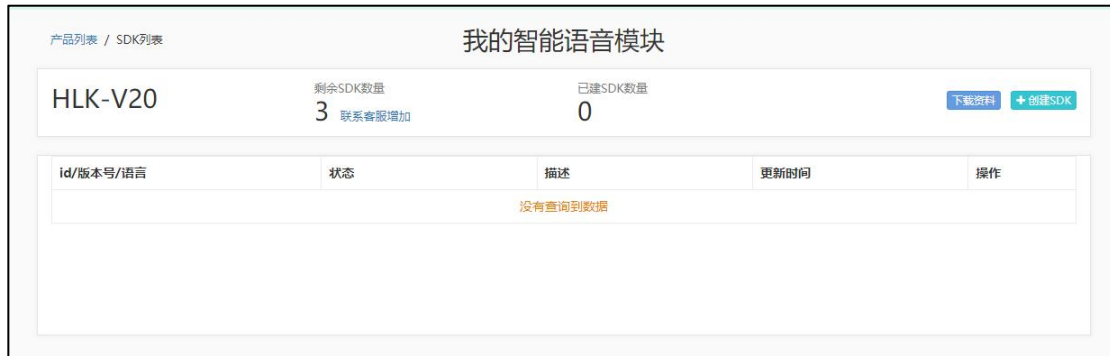 产品列表 / SDK列表
我的智能语音模块
HLK-V20
剩余SDK数量
3 联系客服增加
已建SDK数量
0
下载资料
+创建SDK
id/版本号/语言 状态 描述 更新时间 操作
没有查询到数据